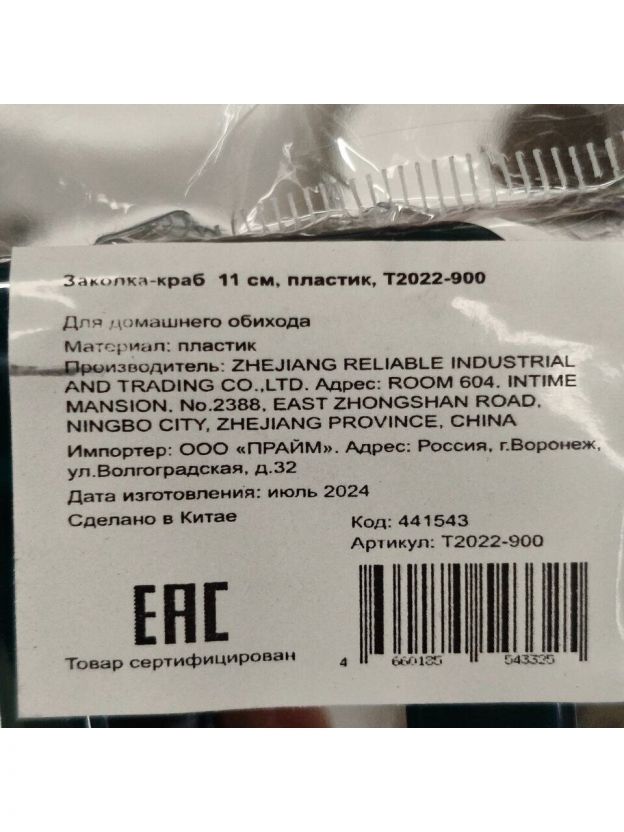 Заколка-краб 11 см, пластик, Т2022-900
Для домашнего обихода
Материал: пластик
Производитель: ZHEJIANG RELIABLE INDUSTRIAL
AND TRADING CO.,LTD. Адрес: ROOM 604. INTIME
MANSION, No.2388, EAST ZHONGSHAN ROAD,
NINGBO CITY, ZHEJIANG PROVINCE, CHINA
Импортер: ООО «ПРАЙМ». Адрес: Россия, г.Воронеж,
ул.Волгоградская, д.32
Дата изготовления: июль 2024
Сделано в Китае
Код: 441543
Артикул: Т2022-900
ЕАС
Товар сертифицирован
4 660185 543325